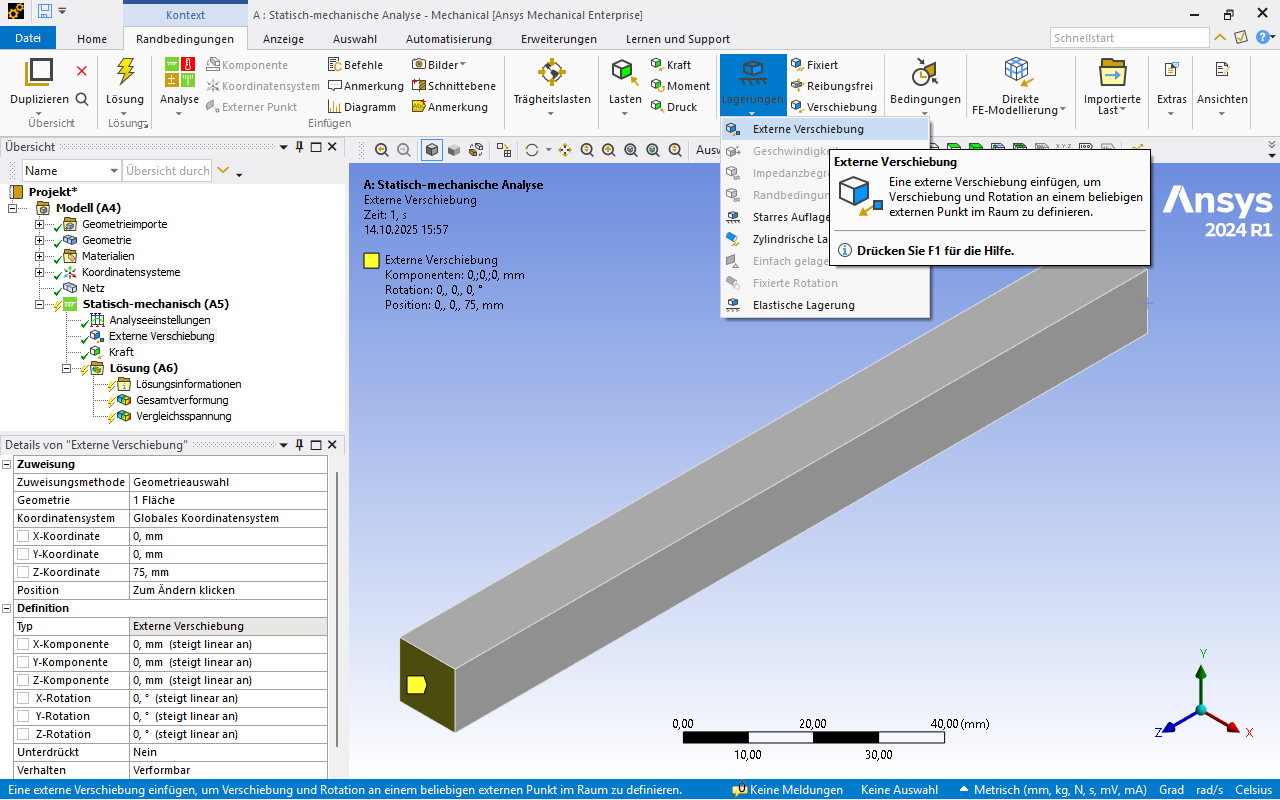 Kontext
A : Statisch-mechanische Analyse - Mechanical [Ansys Mechanical Enterprise]
Datei
Home
Randbedingungen
Anzeige
Auswahl
Automatisierung
Erweiterungen
Lernen und Support
Schnellstart
Duplizieren
Übersicht
Lösung
Lösung
Analyse
Komponente
Koordinatensystem
Externer Punkt
Befehle
Anmerkung
Diagramm
Bilder
Schnittebene
Anmerkung
Einfügen
Trägheitslasten
Lasten
Kraft
Moment
Druck
Lagerungen
Fixiert
Reibungsfrei
Verschiebung
Bedingungen
Direkte
FE-Modellierung
Importierte
Last
Extras
Ansichten
Externe Verschiebung
Starres Auflage
Zylindrische La
Einfach gelage
Fixierte Rotation
Elastische Lagerung
Externe Verschiebung
Eine externe Verschiebung einfügen, um
Verschiebung und Rotation an einem beliebigen
externen Punkt im Raum zu definieren.
Drücken Sie F1 für die Hilfe.
Übersicht
Name
Übersicht durch
Projekt*
Modell (A4)
Geometrieimporte
Geometrie
Materialien
Koordinatensysteme
Netz
Statisch-mechanisch (A5)
Analyseeinstellungen
Externe Verschiebung
Kraft
Lösung (A6)
Lösungsinformationen
Gesamtverformung
Vergleichsspannung
Details von "Externe Verschiebung"
Zuweisung
Zuweisungsmethode Geometrieauswahl
Geometrie 1 Fläche
Koordinatensystem Globales Koordinatensystem
X-Koordinate 0, mm
Y-Koordinate 0, mm
Z-Koordinate 75, mm
Position Zum Ändern klicken
Definition
Typ Externe Verschiebung
X-Komponente 0, mm (steigt linear an)
Y-Komponente 0, mm (steigt linear an)
Z-Komponente 0, mm (steigt linear an)
X-Rotation 0, ° (steigt linear an)
Y-Rotation 0, ° (steigt linear an)
Z-Rotation 0, ° (steigt linear an)
Unterdrückt Nein
Verhalten Verformbar
A: Statisch-mechanische Analyse
Externe Verschiebung
Zeit: 1, s
14.10.2025 15:57
Externe Verschiebung
Komponenten: 0,;0,;0, mm
Rotation: 0,, 0,, 0, °
Position: 0,, 0,, 75, mm
Ansys
2024 R1
0,00 20,00 40,00 (mm)
10,00 30,00
Y
Z
X
Eine externe Verschiebung einfügen, um Verschiebung und Rotation an einem beliebigen externen Punkt im Raum zu definieren.
0 Keine Meldungen
Keine Auswahl
Metrisch (mm, kg, N, s, mV, mA)
Grad
rad/s
Celsius